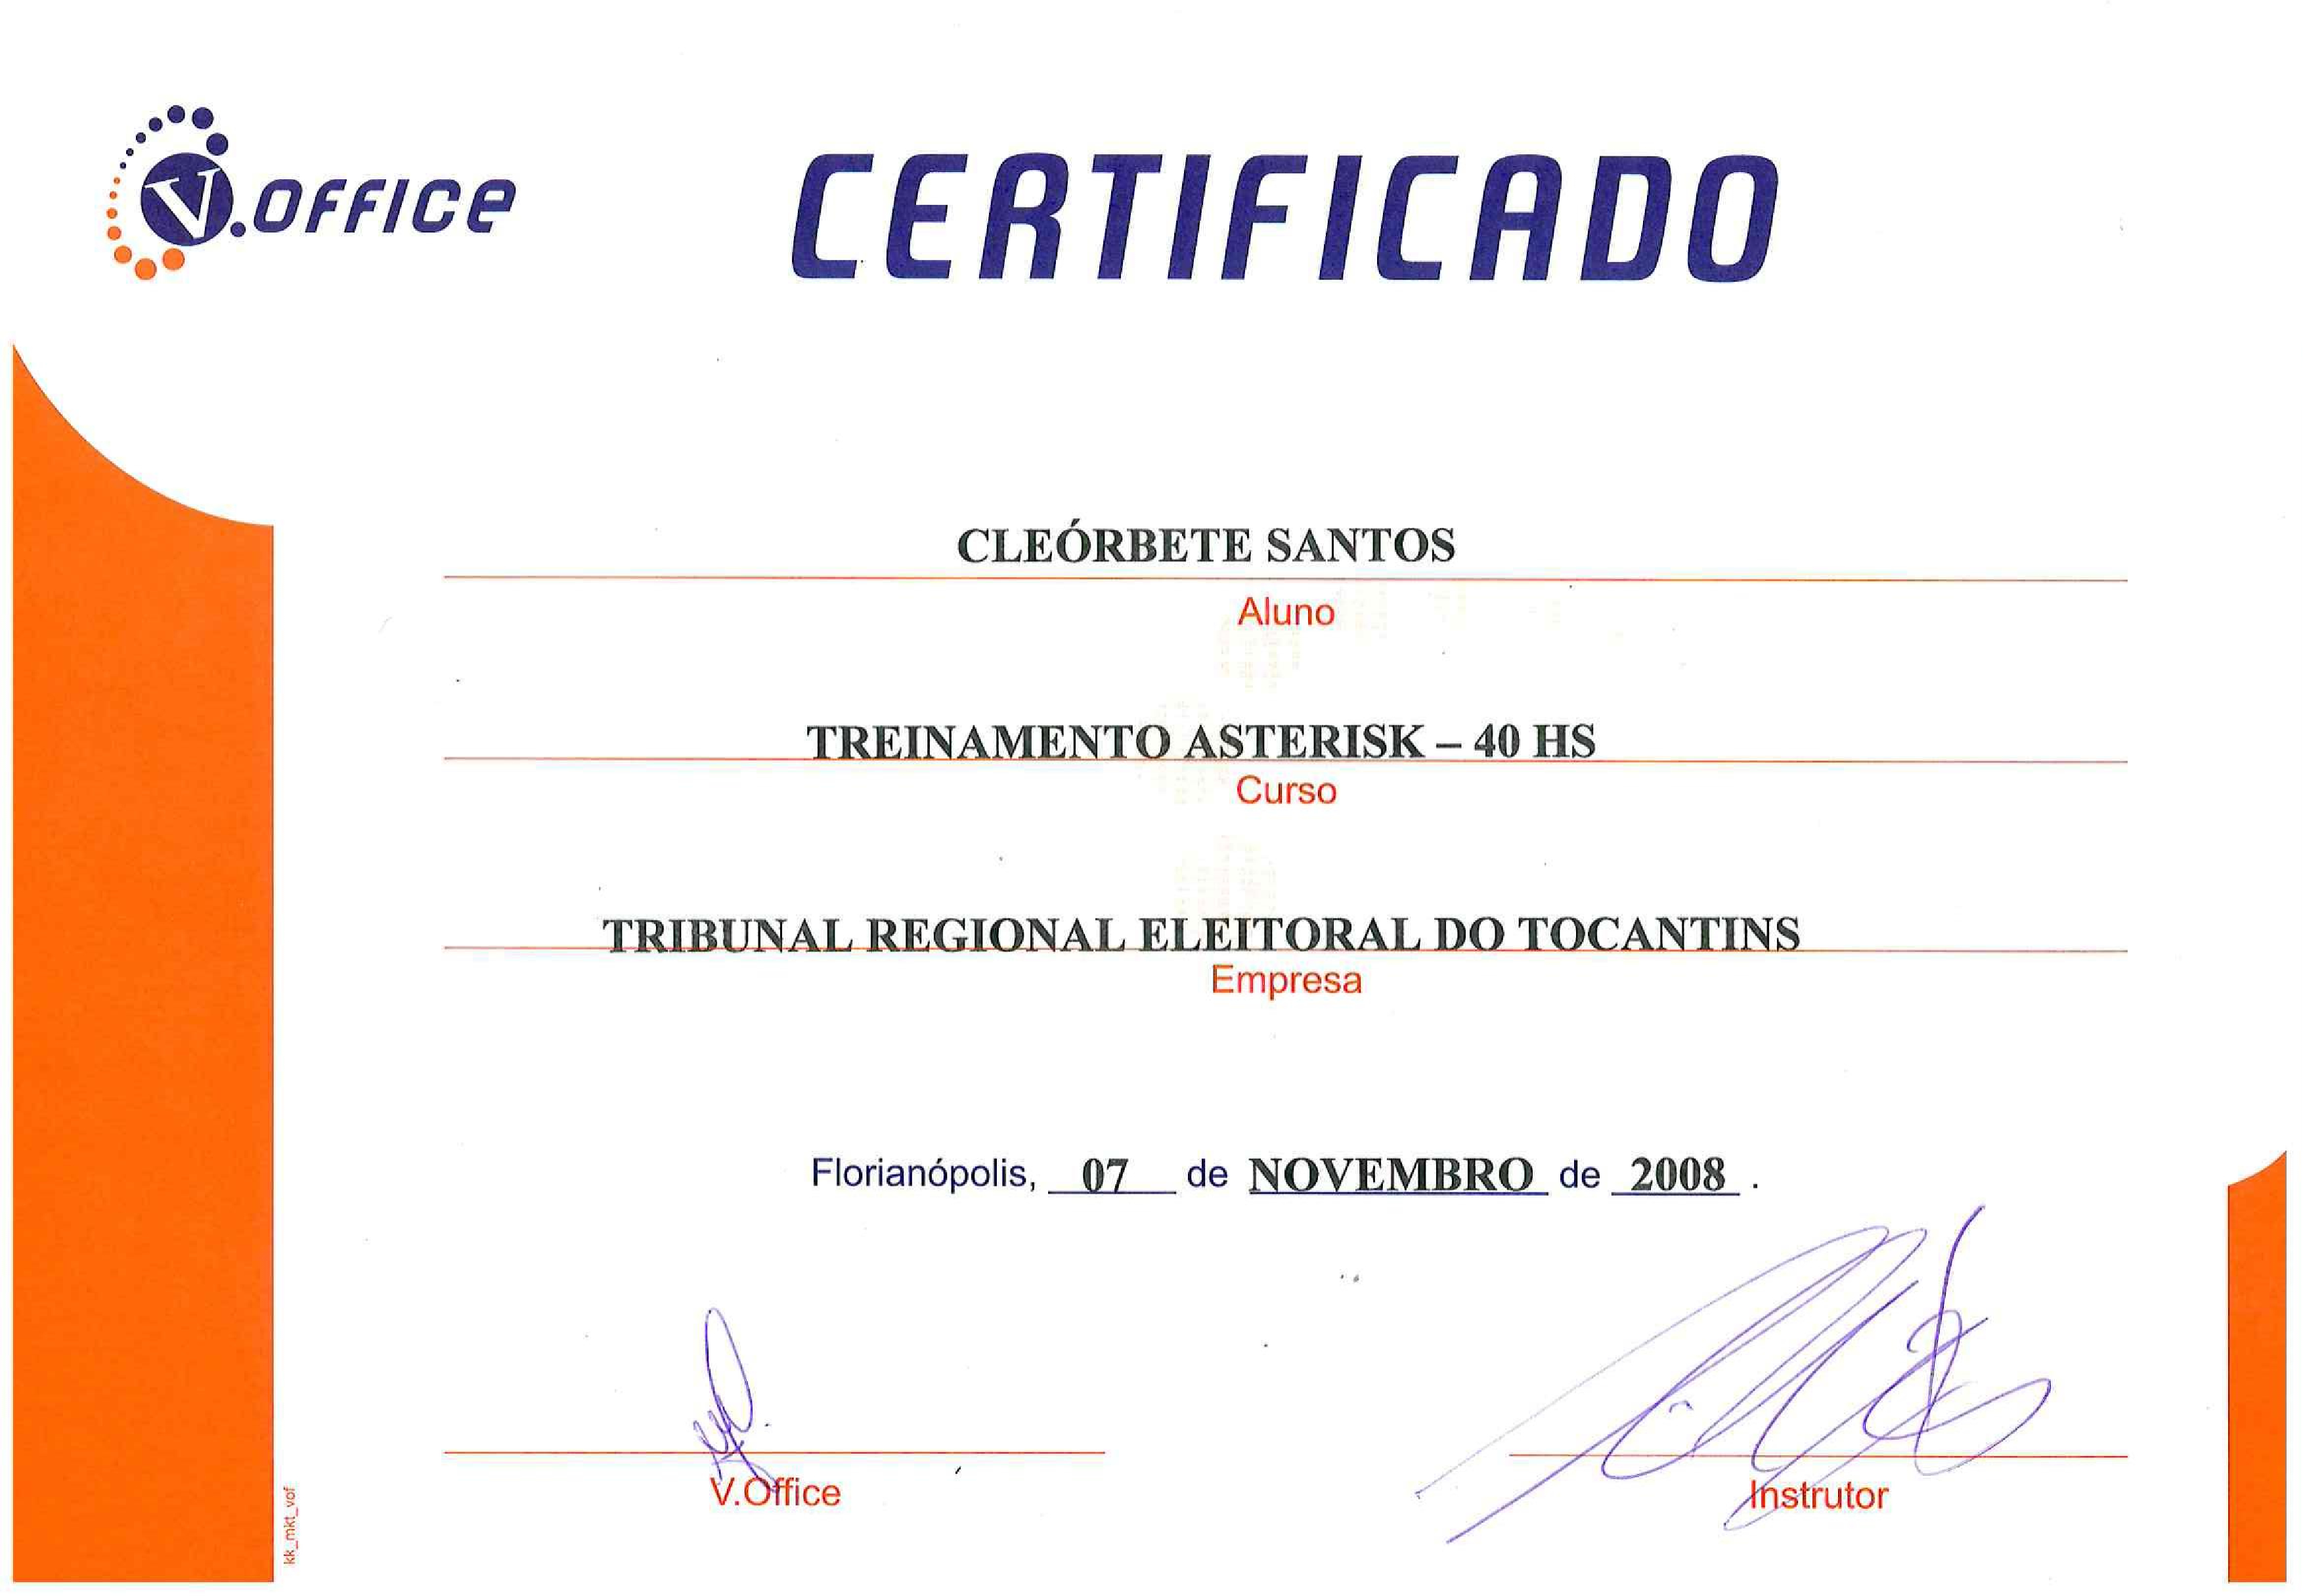 V.OFFICE
CERTIFICADO
CLEÓRBETE SANTOS
Aluno
TREINAMENTO ASTERISK – 40 HS
Curso
TRIBUNAL REGIONAL ELEITORAL DO TOCANTINS
Empresa
Florianópolis, 07 de NOVEMBRO de 2008 .
V.Office
Instrutor
kk_mkt_vof